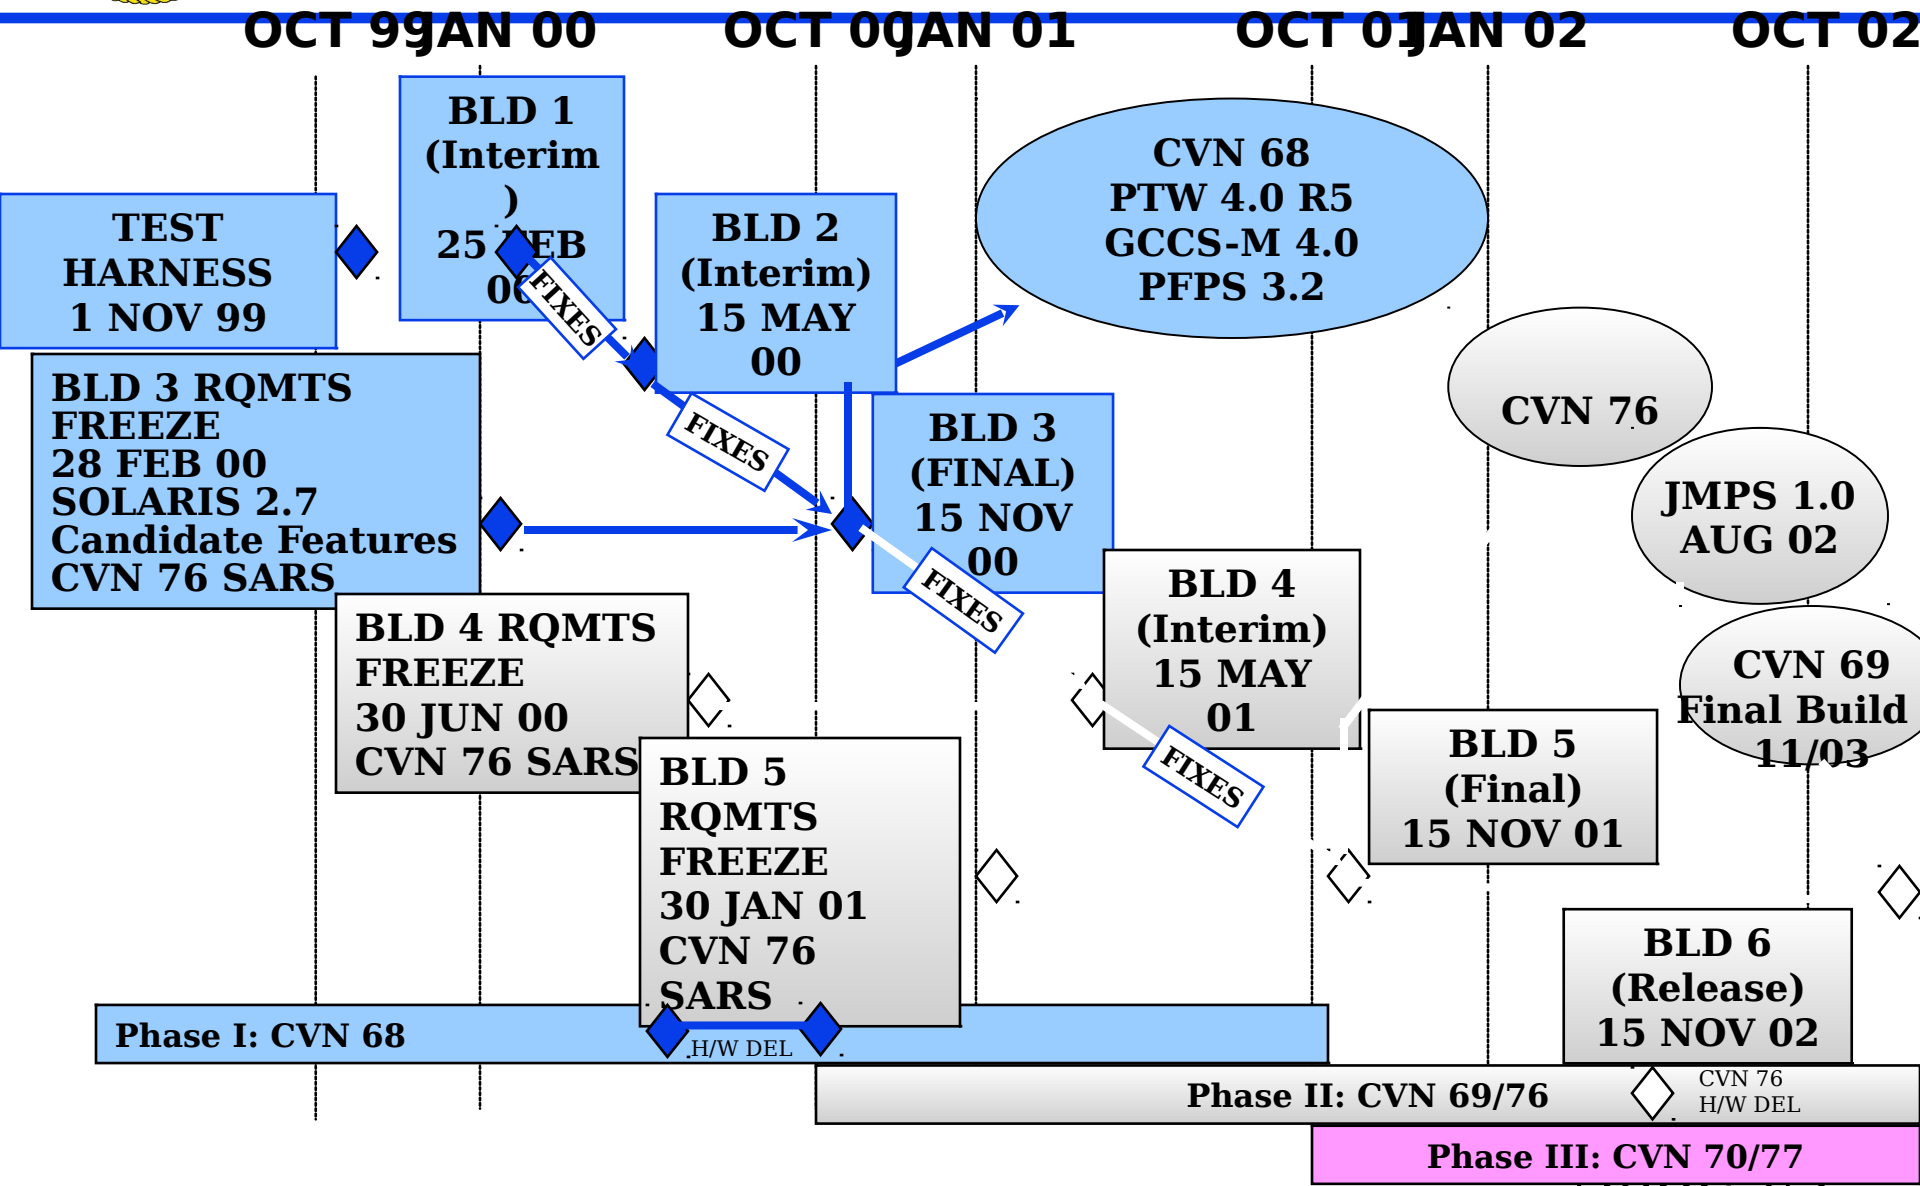 OCT 99
JAN 00
OCT 00
JAN 01
OCT 01
JAN 02
OCT 02
BLD 1
(Interim
)
25 FEB
00
TEST
HARNESS
1 NOV 99
BLD 2
(Interim)
15 MAY
00
CVN 68
PTW 4.0 R5
GCCS-M 4.0
PFPS 3.2
FIXES
BLD 3 RQMTS
FREEZE
28 FEB 00
SOLARIS 2.7
Candidate Features
CVN 76 SARS
FIXES
BLD 3
(FINAL)
15 NOV
00
CVN 76
JMPS 1.0
AUG 02
FIXES
BLD 4 RQMTS
FREEZE
30 JUN 00
CVN 76 SARS
BLD 4
(Interim)
15 MAY
01
CVN 69
Final Build
11/03
FIXES
BLD 5
RQMTS
FREEZE
30 JAN 01
CVN 76
SARS
BLD 5
(Final)
15 NOV 01
BLD 6
(Release)
15 NOV 02
Phase I: CVN 68
H/W DEL
Phase II: CVN 69/76
CVN 76
H/W DEL
Phase III: CVN 70/77